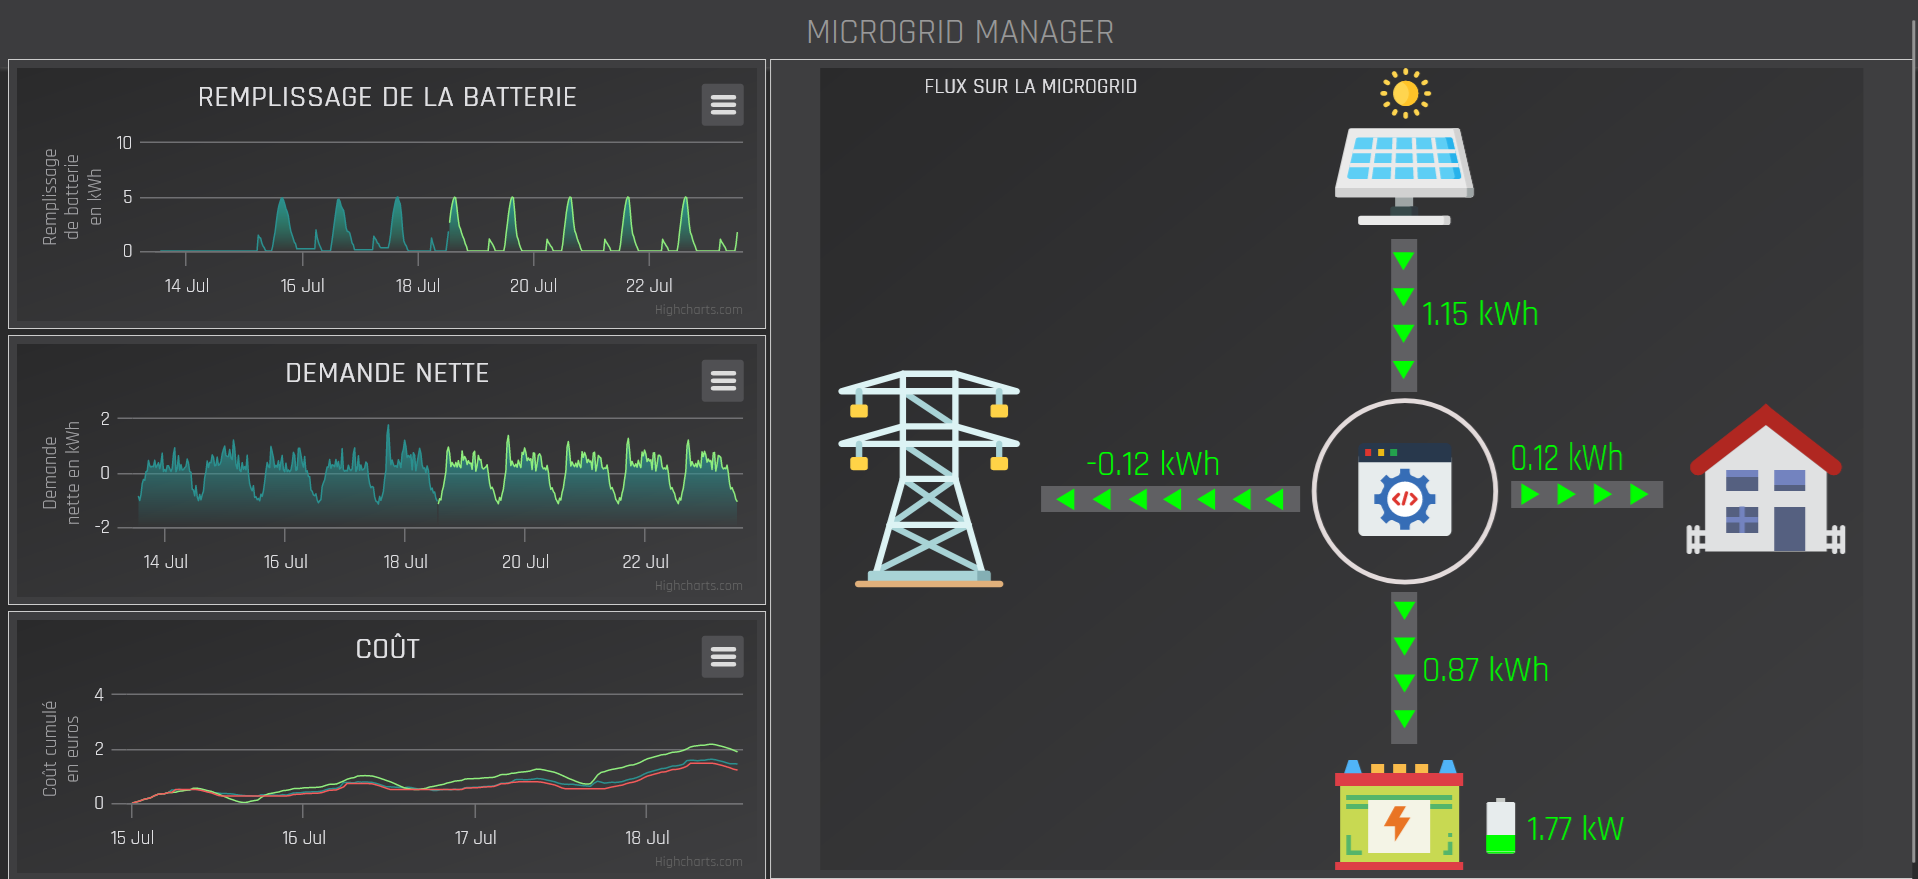 MICROGRID MANAGER
REMPLISSAGE DE LA BATTERIE
Remplissage
de batterie
en kWh
10
5
0
14 Jul
16 Jul
18 Jul
20 Jul
22 Jul
Highcharts.com
DEMANDE NETTE
Demande
nette en kWh
2
0
-2
14 Jul
16 Jul
18 Jul
20 Jul
22 Jul
Highcharts.com
COÛT
Coût cumulé
en euros
4
2
0
15 Jul
16 Jul
17 Jul
18 Jul
Highcharts.com
FLUX SUR LA MICROGRID
1.15 kWh
-0.12 kWh
</>
0.12 kWh
0.87 kWh
1.77 kW